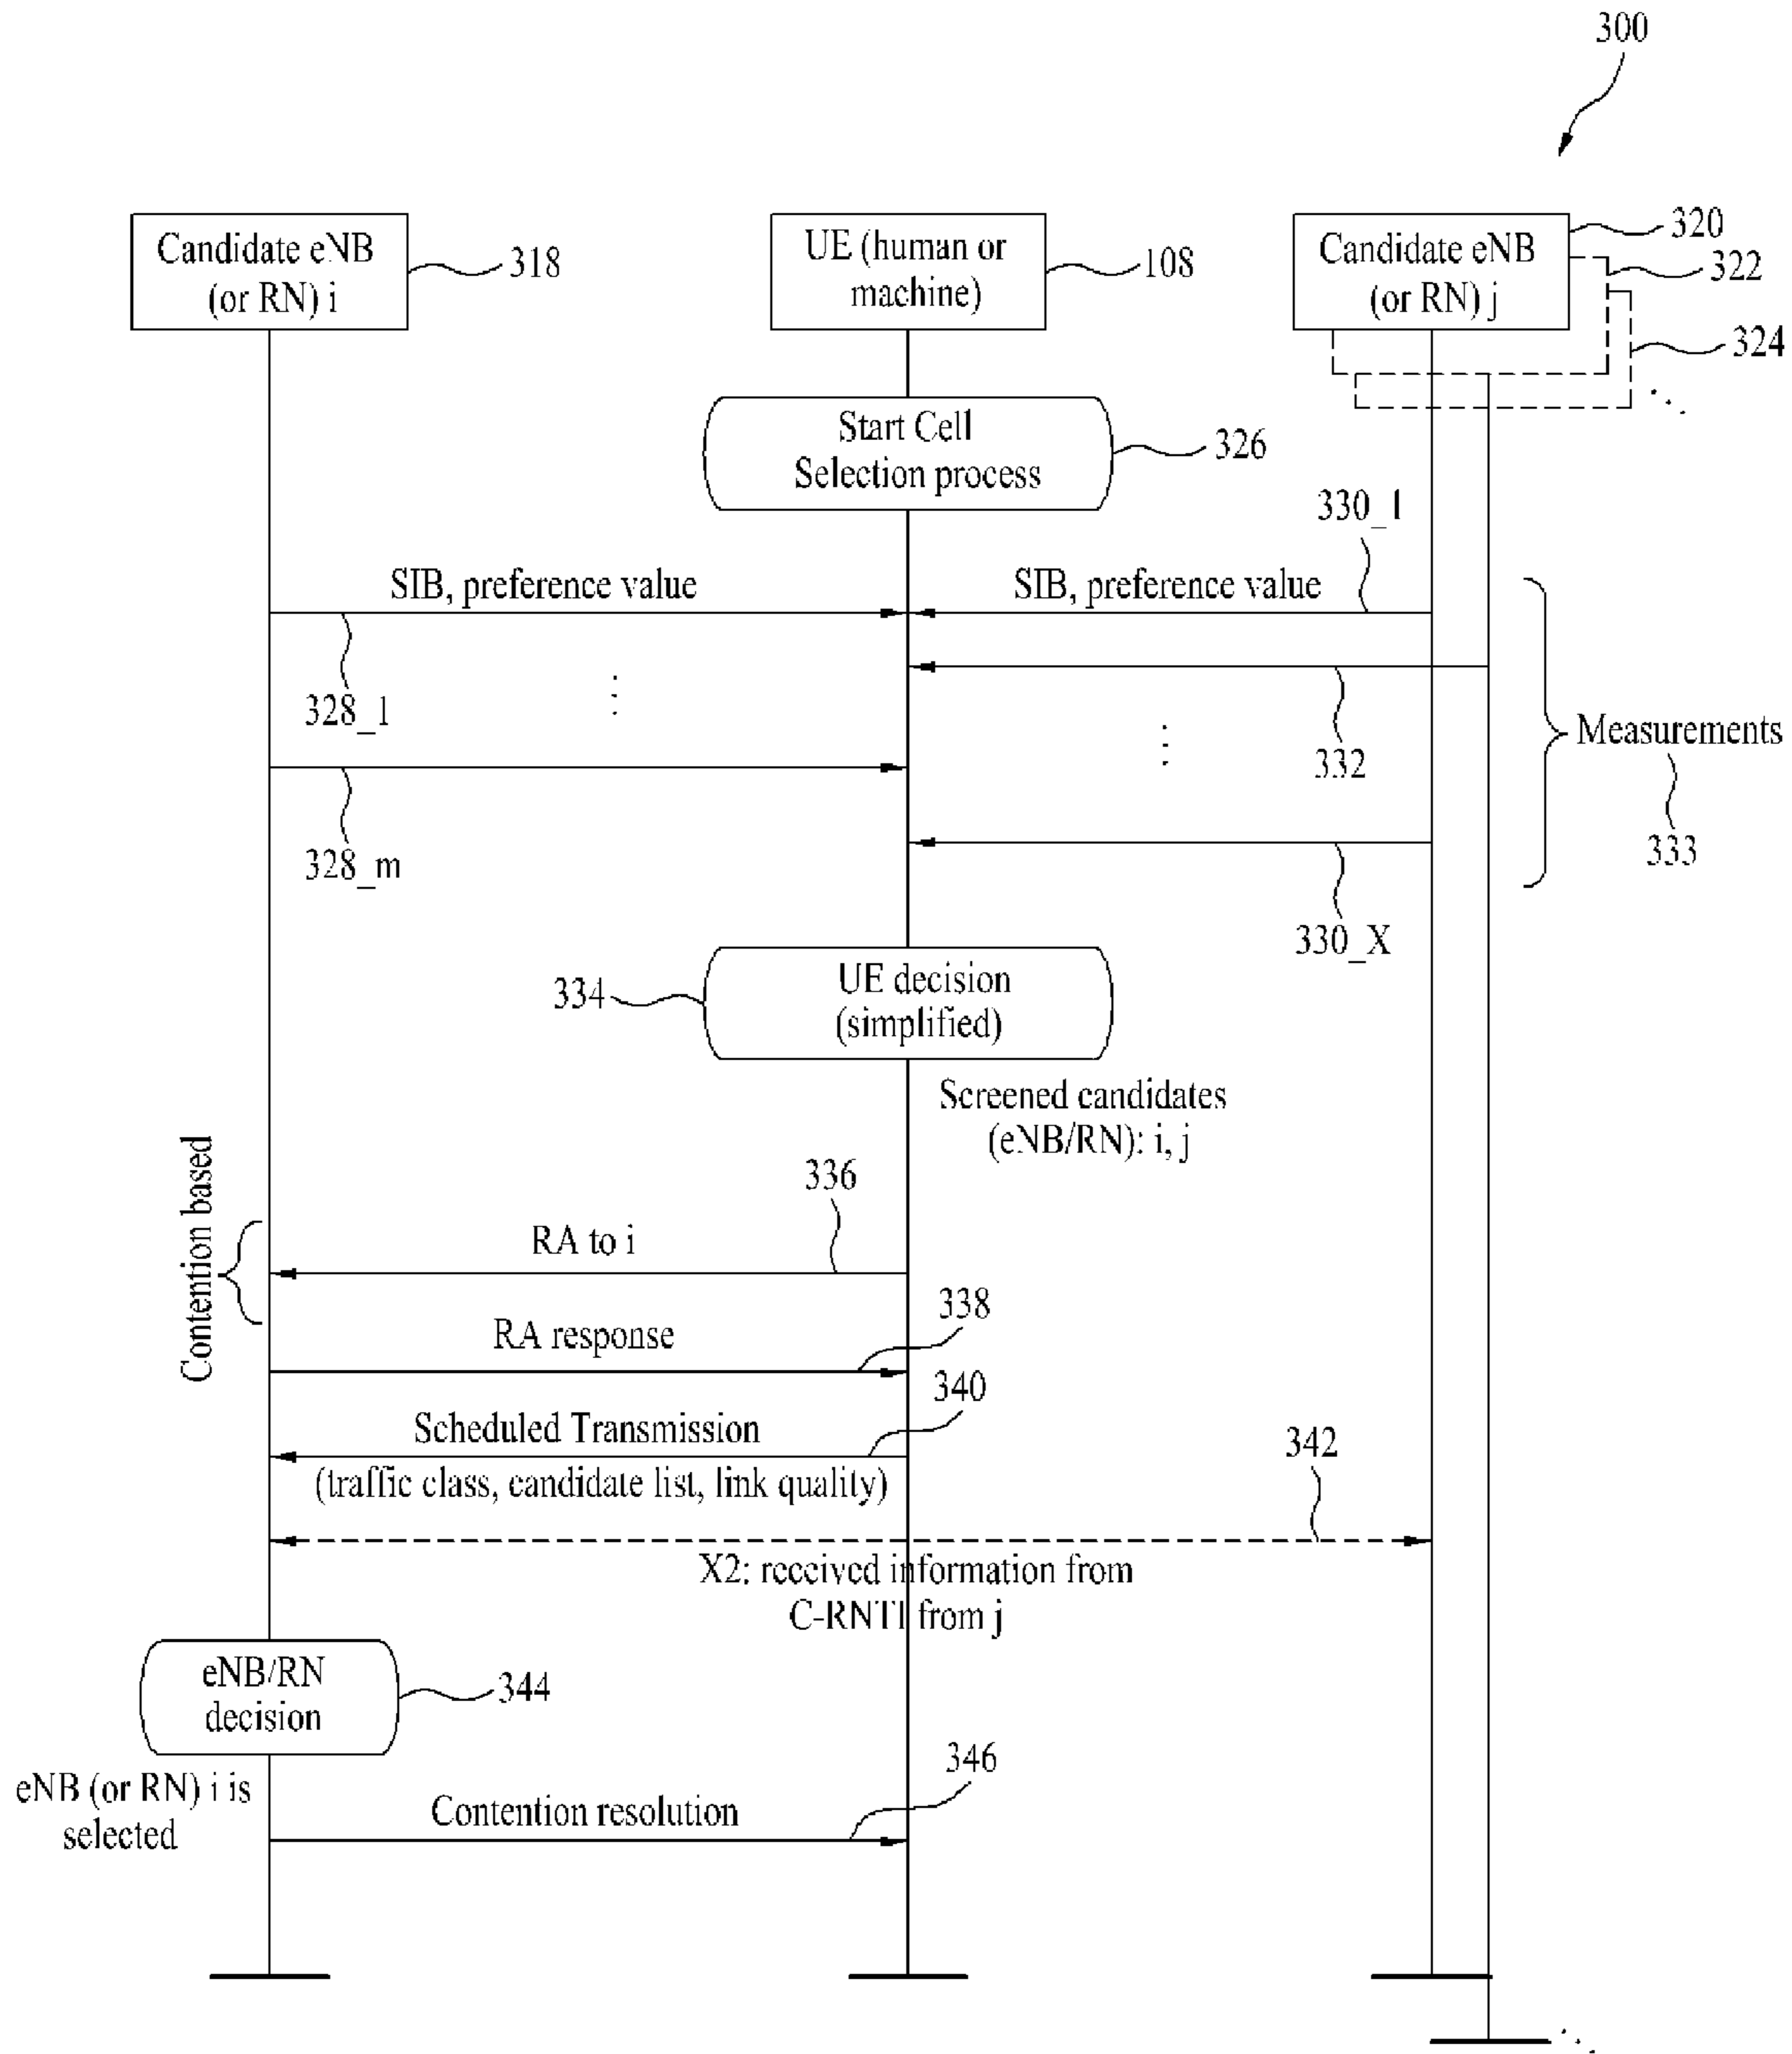 300
Candidate eNB
(or RN) i
318
UE (human or
machine)
108
Candidate eNB
(or RN) j
320
322
324
Start Cell
Selection process
326
330_1
SIB, preference value
SIB, preference value
328_1
332
Measurements
333
328_m
330_X
334
UE decision
(simplified)
Screened candidates
(eNB/RN): i, j
Contention based
336
RA to i
338
RA response
340
Scheduled Transmission
(traffic class, candidate list, link quality)
342
X2: received information from
C-RNTI from j
eNB/RN
decision
344
eNB (or RN) i is
selected
346
Contention resolution